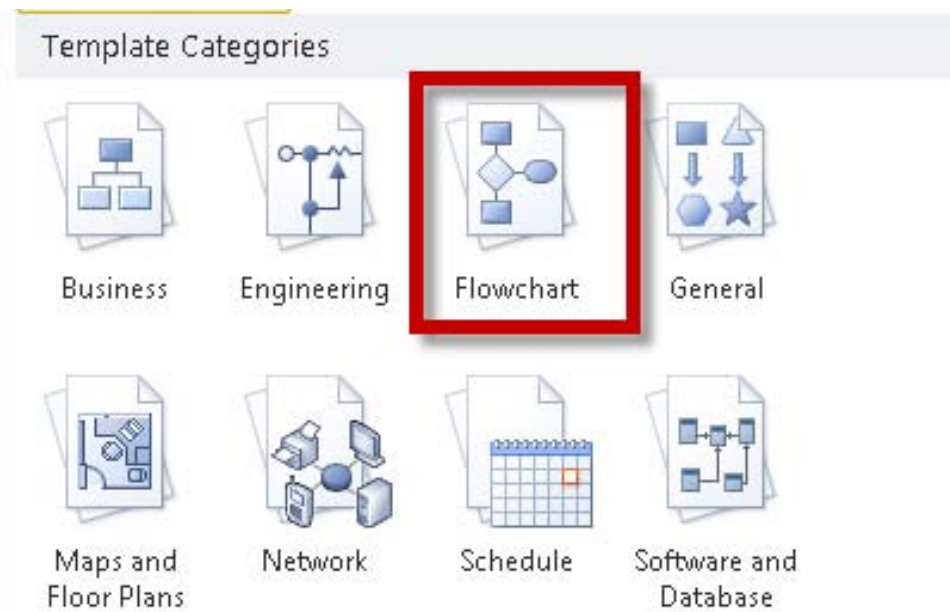 Template Categories
Business
Engineering
Flowchart
General
Maps and
Floor Plans
Network
Schedule
Software and
Database